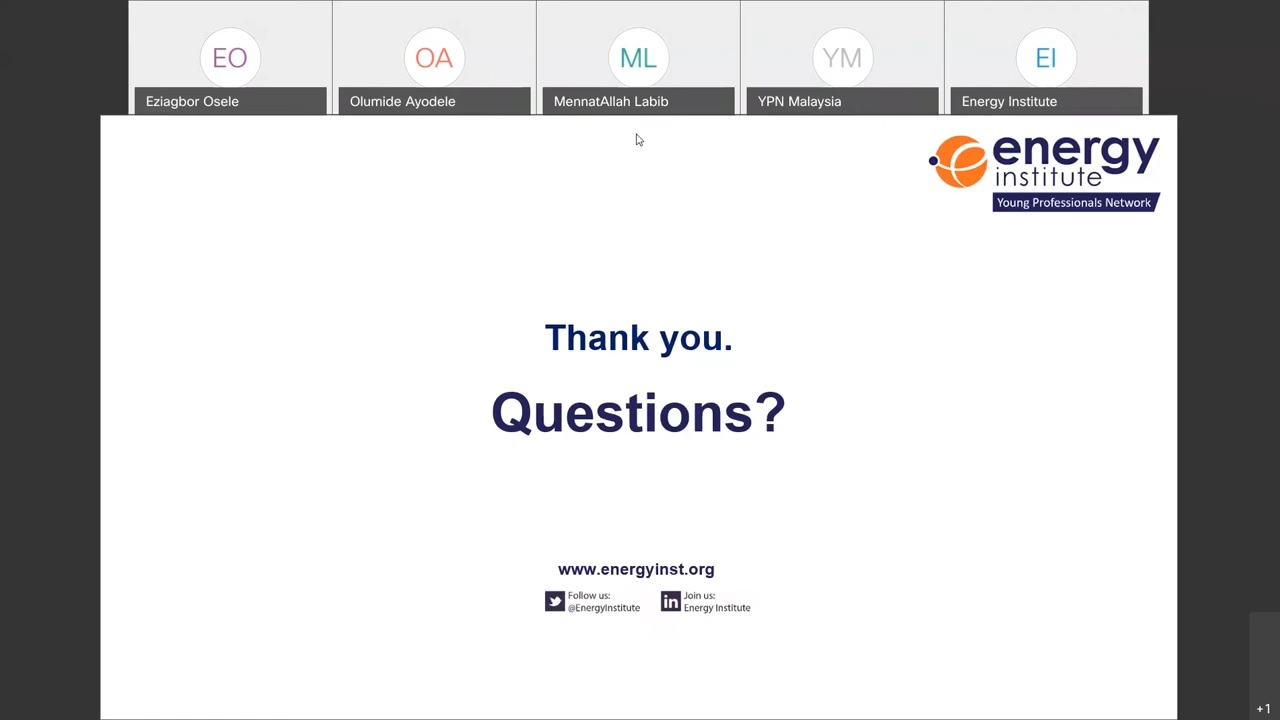 EO
OA
ML
YM
EI
Eziagbor Osele
Olumide Ayodele
MennatAllah Labib
YPN Malaysia
Energy Institute
energy
institute
Young Professionals Network
Thank you.
Questions?
www.energyinst.org
Follow us:
@EnergyInstitute
in
Join us:
Energy Institute
+1